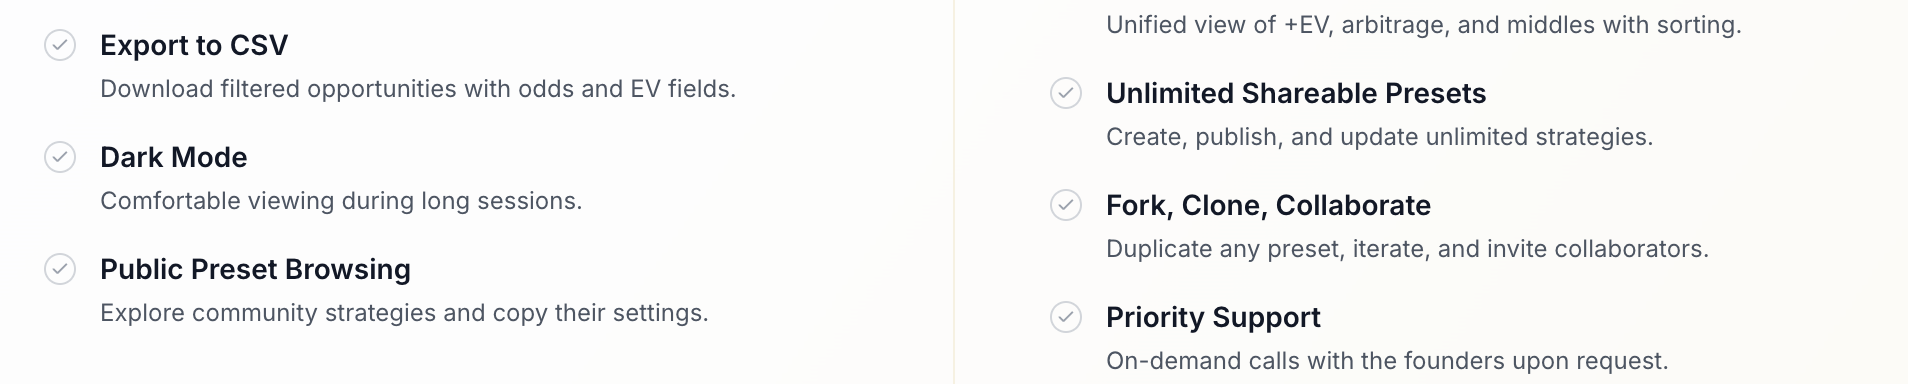 Export to CSV
Download filtered opportunities with odds and EV fields.
Dark Mode
Comfortable viewing during long sessions.
Public Preset Browsing
Explore community strategies and copy their settings.
Unified view of +EV, arbitrage, and middles with sorting.
Unlimited Shareable Presets
Create, publish, and update unlimited strategies.
Fork, Clone, Collaborate
Duplicate any preset, iterate, and invite collaborators.
Priority Support
On-demand calls with the founders upon request.